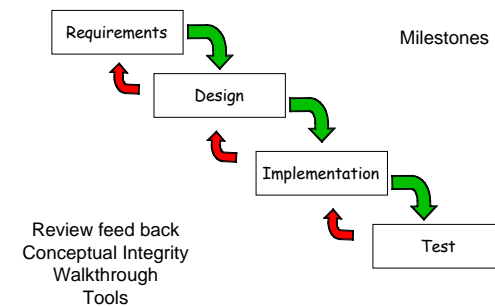 Requirements
Milestones
Design
Implementation
Test
Review feed back
Conceptual Integrity
Walkthrough
Tools